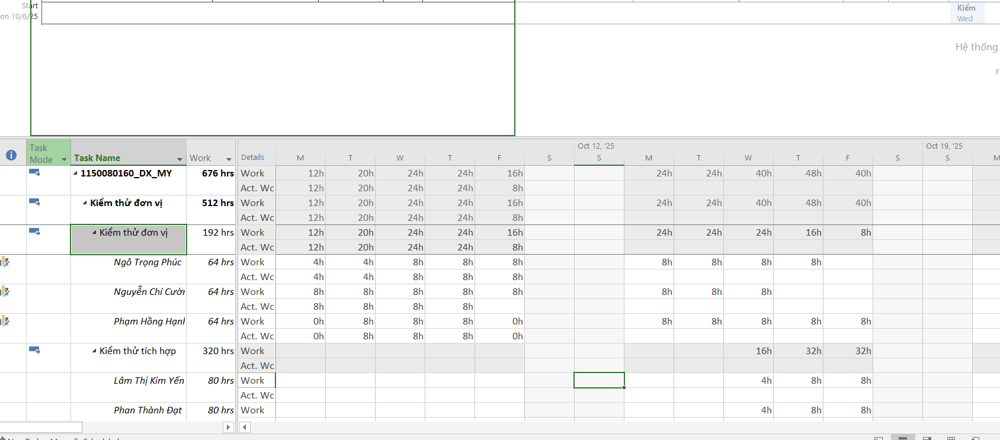 Start
on 10/6/25
Kiểm
Wed
Hệ thống
F
Task Mode Task Name Work Details
Oct 12, '25 Oct 19, '25
M T W T F S S M T W T F S S M
1150080160_DX_MY 676 hrs Work 12h 20h 24h 24h 16h 24h 24h 40h 48h 40h
Act. Wc 12h 20h 24h 24h 8h
Kiểm thử đơn vị 512 hrs Work 12h 20h 24h 24h 16h 24h 24h 40h 48h 40h
Act. Wc 12h 20h 24h 24h 8h
Kiểm thử đơn vị 192 hrs Work 12h 20h 24h 24h 16h 24h 24h 24h 16h 8h
Act. Wc 12h 20h 24h 24h 8h
Ngô Trọng Phúc 64 hrs Work 4h 4h 8h 8h 8h 8h 8h 8h 8h
Act. Wc 4h 4h 8h 8h 8h
Nguyễn Chí Cườn 64 hrs Work 8h 8h 8h 8h 8h 8h 8h 8h
Act. Wc 8h 8h 8h 8h
Phạm Hồng Hạnh 64 hrs Work 0h 8h 8h 8h 0h 8h 8h 8h 8h 8h
Act. Wc 0h 8h 8h 8h 0h
Kiểm thử tích hợp 320 hrs Work 16h 32h 32h
Act. Wc
Lâm Thị Kim Yến 80 hrs Work 4h 8h 8h
Act. Wc
Phan Thành Đạt 80 hrs Work 4h 8h 8h